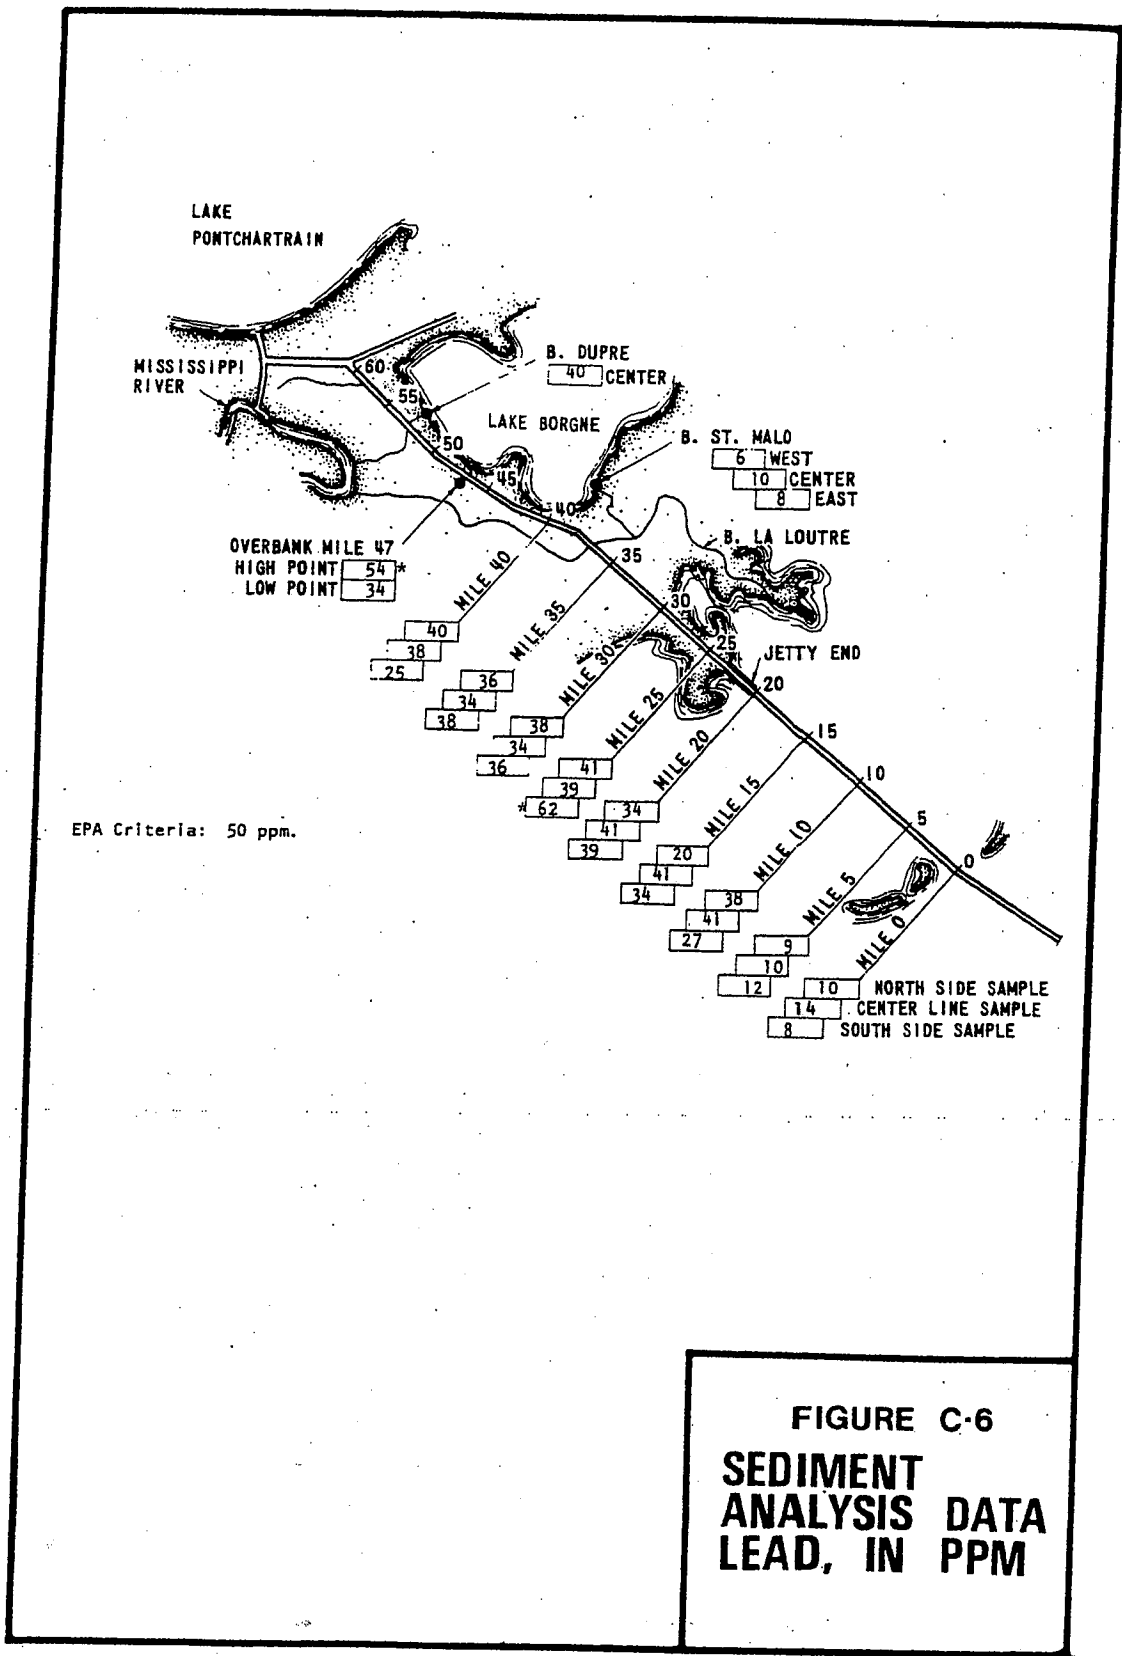 LAKE
PONTCHARTRAIN
MISSISSIPPI
RIVER
60
B. DUPRE
40 CENTER
55
LAKE BORGNE
50
B. ST. MALO
6 WEST
10 CENTER
8 EAST
45
40
B. LA LOUTRE
OVERBANK MILE 47
HIGH POINT 54*
LOW POINT 34
35
30
25
JETTY END
20
15
10
5
0
MILE 40
40
38
25
MILE 35
36
34
38
MILE 30
38
34
36
MILE 25
41
39
*62
MILE 20
34
41
39
MILE 15
20
41
34
MILE 10
38
41
27
MILE 5
9
10
12
MILE 0
10 NORTH SIDE SAMPLE
14 CENTER LINE SAMPLE
8 SOUTH SIDE SAMPLE
EPA Criteria: 50 ppm.
FIGURE C-6
SEDIMENT
ANALYSIS DATA
LEAD, IN PPM